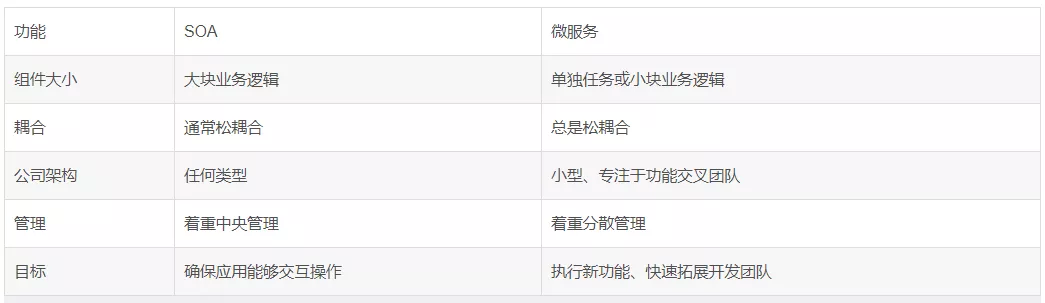 功能 SOA 微服务
组件大小 大块业务逻辑 单独任务或小块业务逻辑
耦合 通常松耦合 总是松耦合
公司架构 任何类型 小型、专注于功能交叉团队
管理 着重中央管理 着重分散管理
目标 确保应用能够交互操作 执行新功能、快速拓展开发团队